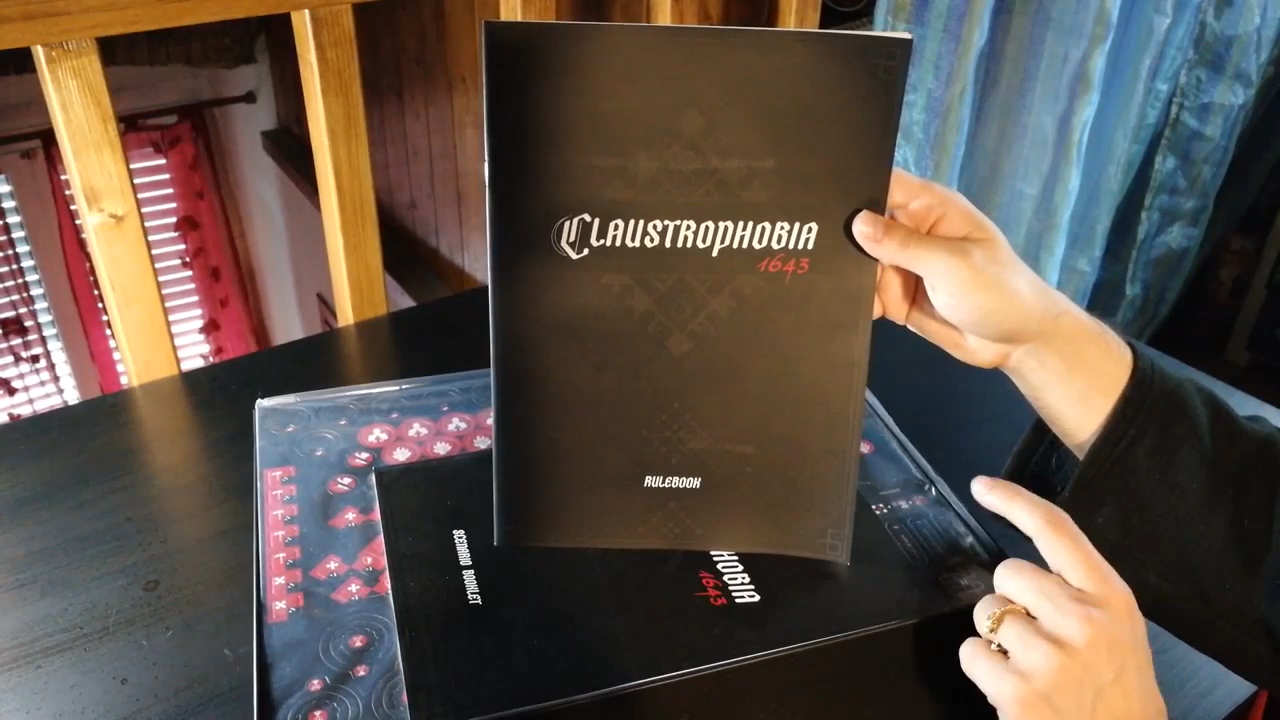 CLAUSTROPHOBIA
1643
RULEBOOK
SCENARIO BOOKLET
HOBIA
1643